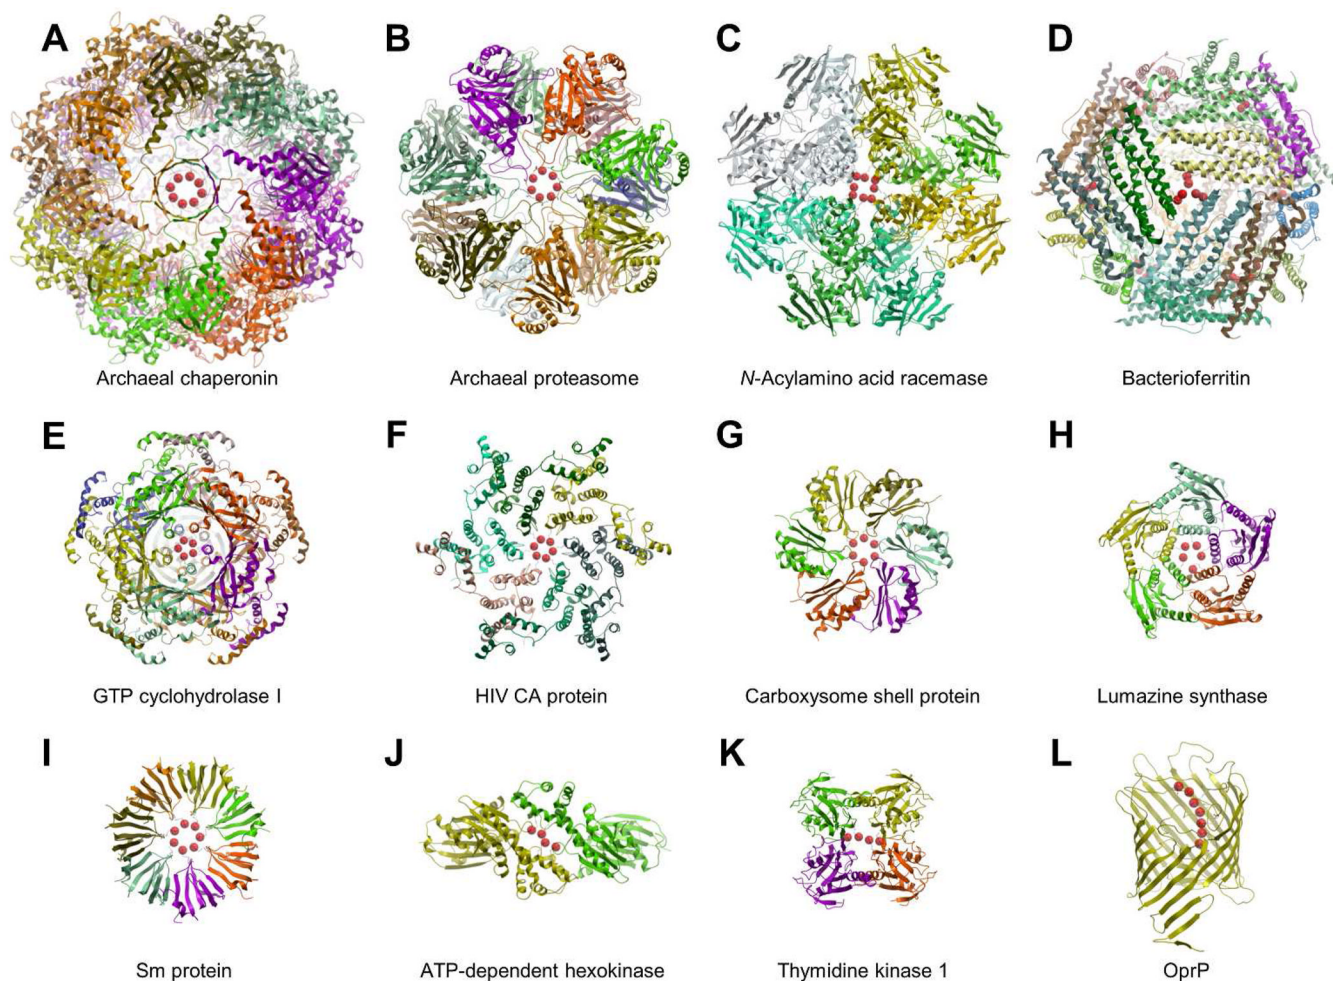 A B C D
Archaeal chaperonin Archaeal proteasome N-Acylamino acid racemase Bacterioferritin
E F G H
GTP cyclohydrolase I HIV CA protein Carboxysome shell protein Lumazine synthase
I J K L
Sm protein ATP-dependent hexokinase Thymidine kinase 1 OprP